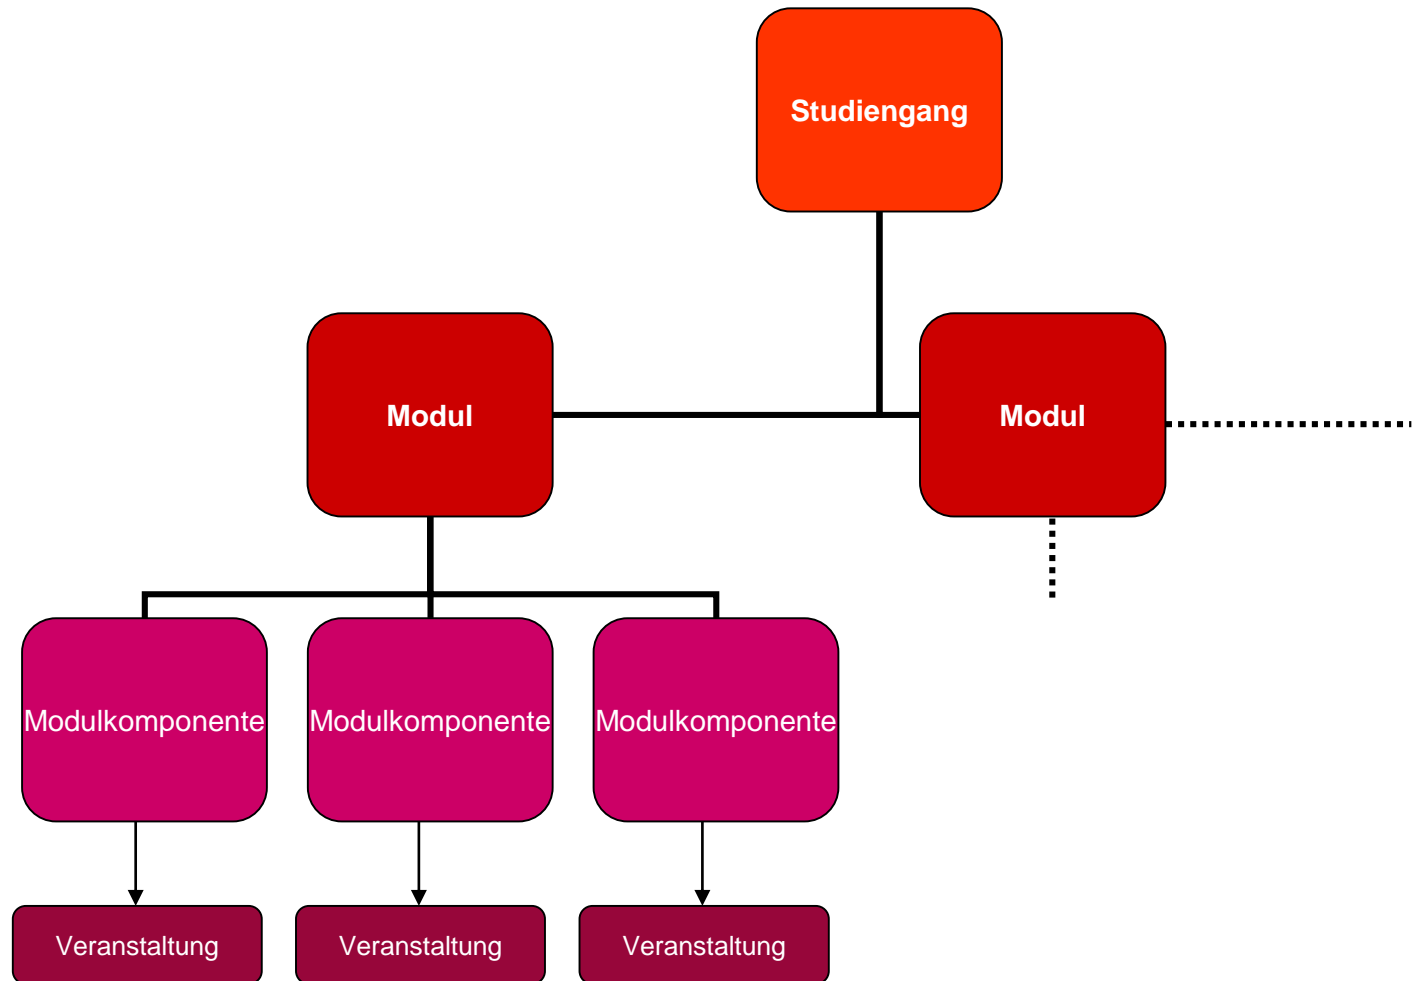 Studiengang
Modul
Modul
Modulkomponente
Modulkomponente
Modulkomponente
Veranstaltung
Veranstaltung
Veranstaltung